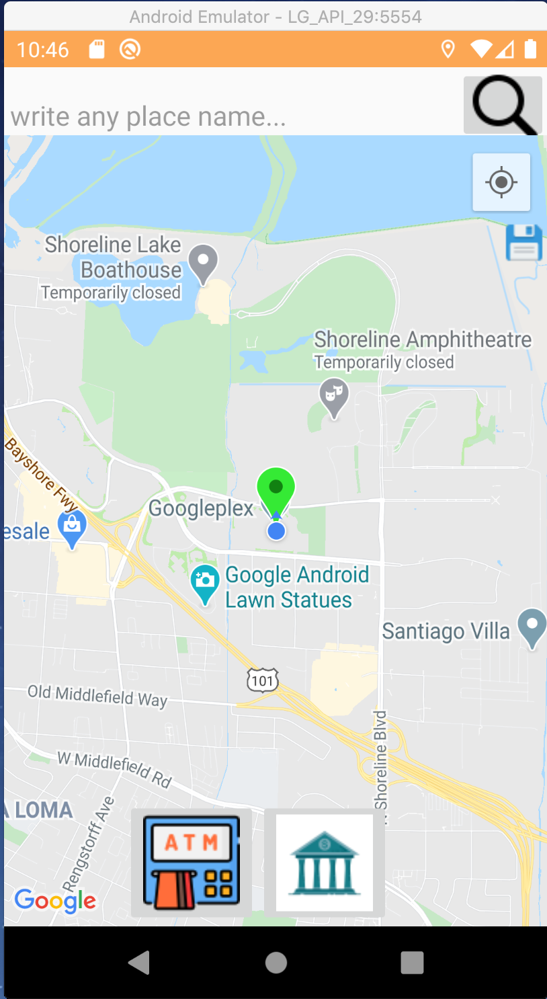 Android Emulator - LG_API_29:5554
10:46
write any place name...
Shoreline Lake
Boathouse
Temporarily closed
Shoreline Amphitheatre
Temporarily closed
Bayshore Fwy
Googleplex
esale
Google Android
Lawn Statues
Santiago Villa
101
Old Middlefield Way
W Middlefield Rd
Shoreline Blvd
A LOMA
Rengstorff Ave
ATM
$
Google